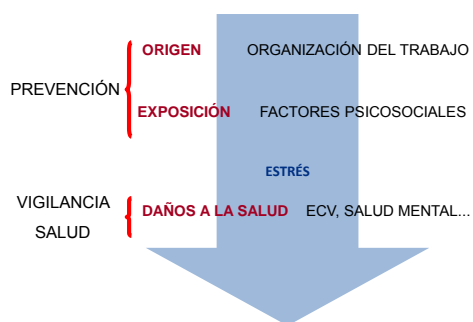 ORIGEN ORGANIZACIÓN DEL TRABAJO
PREVENCIÓN
EXPOSICIÓN FACTORES PSICOSOCIALES
ESTRÉS
VIGILANCIA
SALUD
DAÑOS A LA SALUD ECV, SALUD MENTAL...